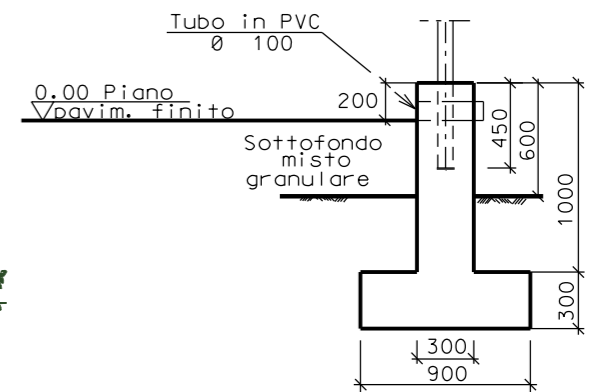 Tubo in PVC
Ø 100
0.00 Piano
pavim. finito
200
450
600
Sottofondo
misto
granulare
1000
300
300
900